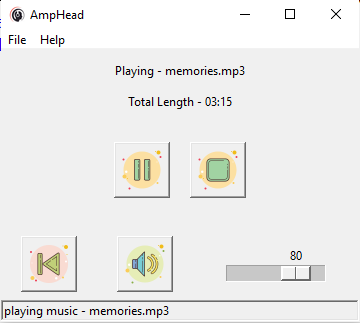 AmpHead
File Help
Playing - memories.mp3
Total Length - 03:15
80
playing music - memories.mp3